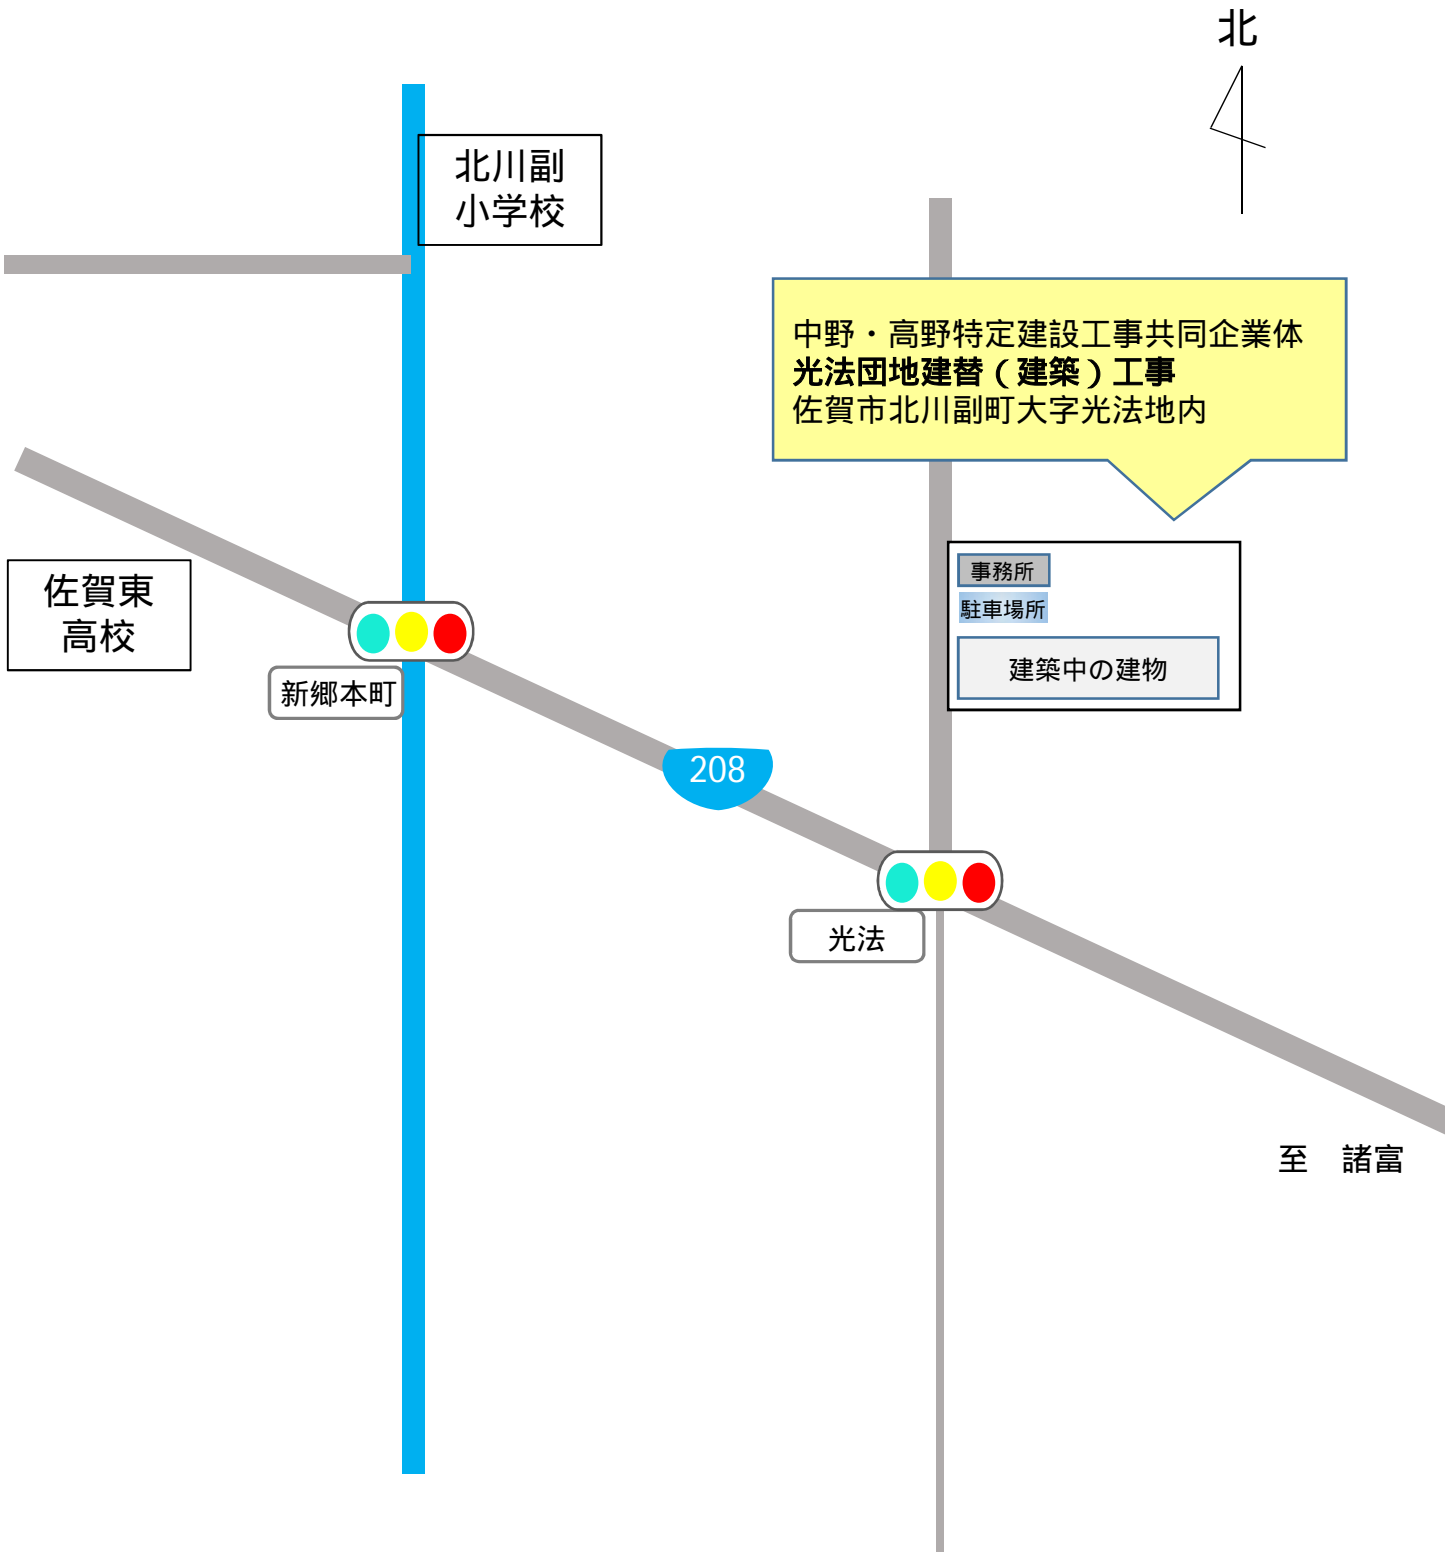 北
北川副
小学校
中野・高野特定建設工事共同企業体
光法団地建替（建築）工事
佐賀市北川副町大字光法地内
事務所
駐車場所
建築中の建物
佐賀東
高校
新郷本町
208
光法
至　諸富